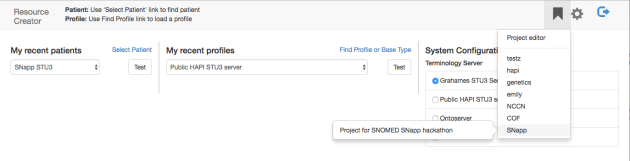 Resource
Creator
Patient: Use 'Select Patient' link to find patient
Profile: Use Find Profile link to load a profile
Project editor
testz
hapi
genetics
emily
NCCN
COF
SNapp
Project for SNOMED SNapp hackathon
My recent patients
Select Patient
SNapp STU3
Test
My recent profiles
Find Profile or Base Type
Public HAPI STU3 server
Test
System Configurati
Terminology Server
Grahames STU3 Se
Public HAPI STU3 s
Ontoserver